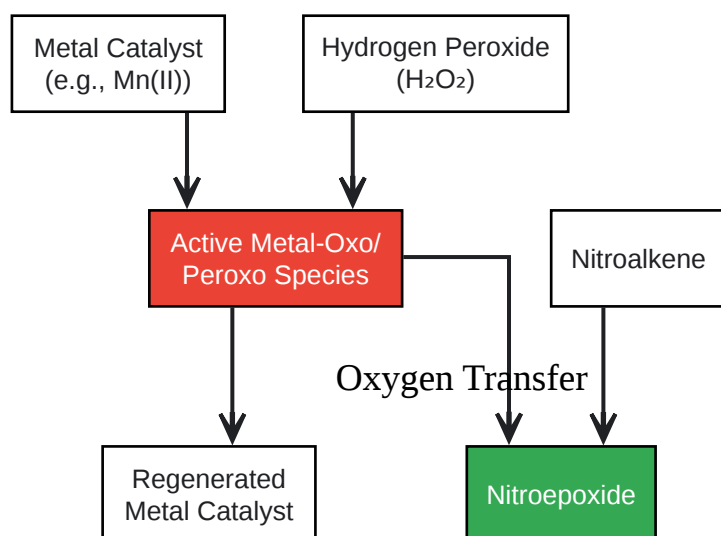 Metal Catalyst
(e.g., Mn(II))
Hydrogen Peroxide
(H₂O₂)
Active Metal-Oxo/
Peroxo Species
Nitroalkene
Oxygen Transfer
Regenerated
Metal Catalyst
Nitroepoxide